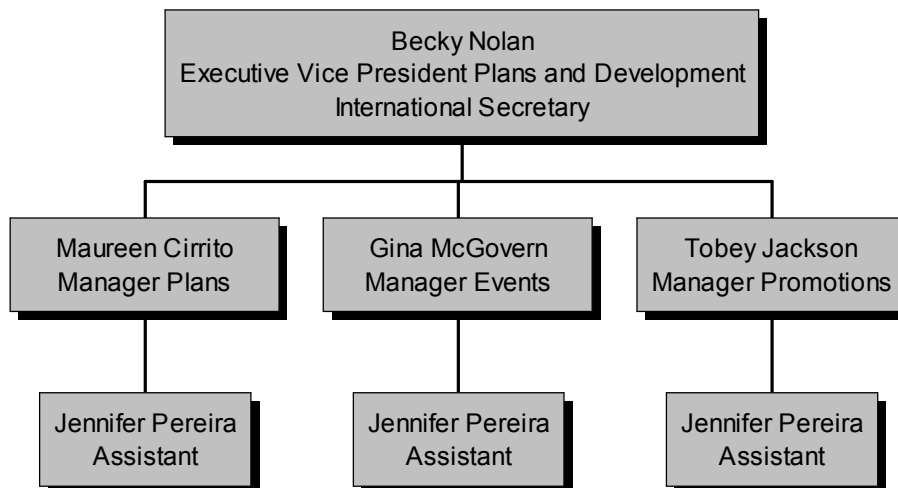 Becky Nolan
Executive Vice President Plans and Development
International Secretary
Maureen Cirrito
Manager Plans
Gina McGovern
Manager Events
Tobey Jackson
Manager Promotions
Jennifer Pereira
Assistant
Jennifer Pereira
Assistant
Jennifer Pereira
Assistant